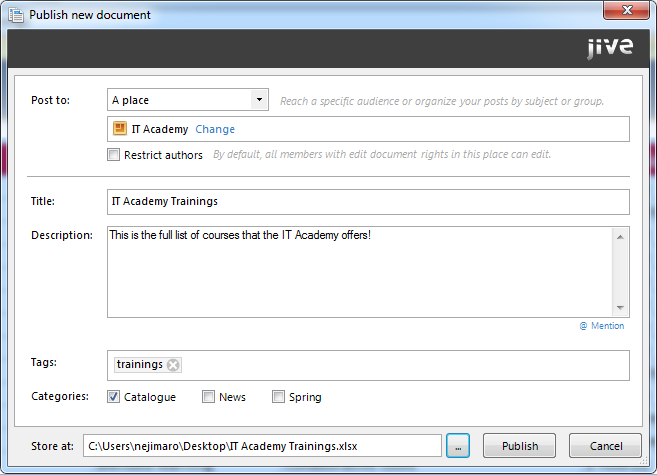 Publish new document
jive
Post to: A place Reach a specific audience or organize your posts by subject or group.
IT Academy Change
Restrict authors By default, all members with edit document rights in this place can edit.
Title: IT Academy Trainings
Description: This is the full list of courses that the IT Academy offers!
@ Mention
Tags: trainings
Categories: Catalogue News Spring
Store at: C:\Users\nejimaro\Desktop\IT Academy Trainings.xlsx ... Publish Cancel